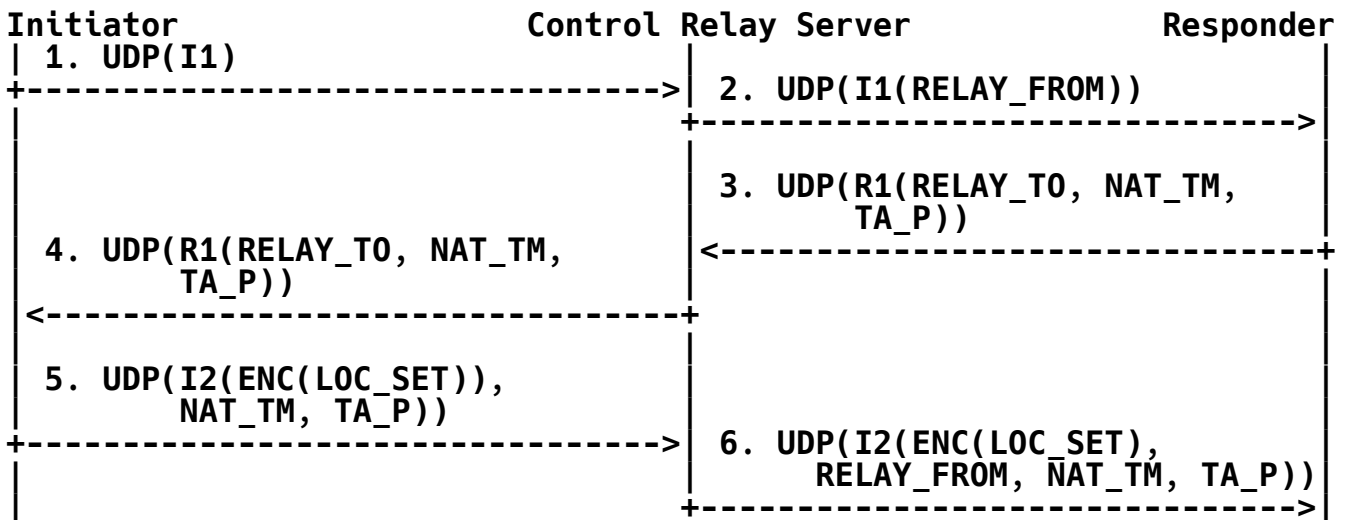 Initiator Control Relay Server Responder
1. UDP(I1)
2. UDP(I1(RELAY_FROM))
3. UDP(R1(RELAY_TO, NAT_TM,
TA_P))
4. UDP(R1(RELAY_TO, NAT_TM,
TA_P))
5. UDP(I2(ENC(LOC_SET)),
NAT_TM, TA_P))
6. UDP(I2(ENC(LOC_SET),
RELAY_FROM, NAT_TM, TA_P))